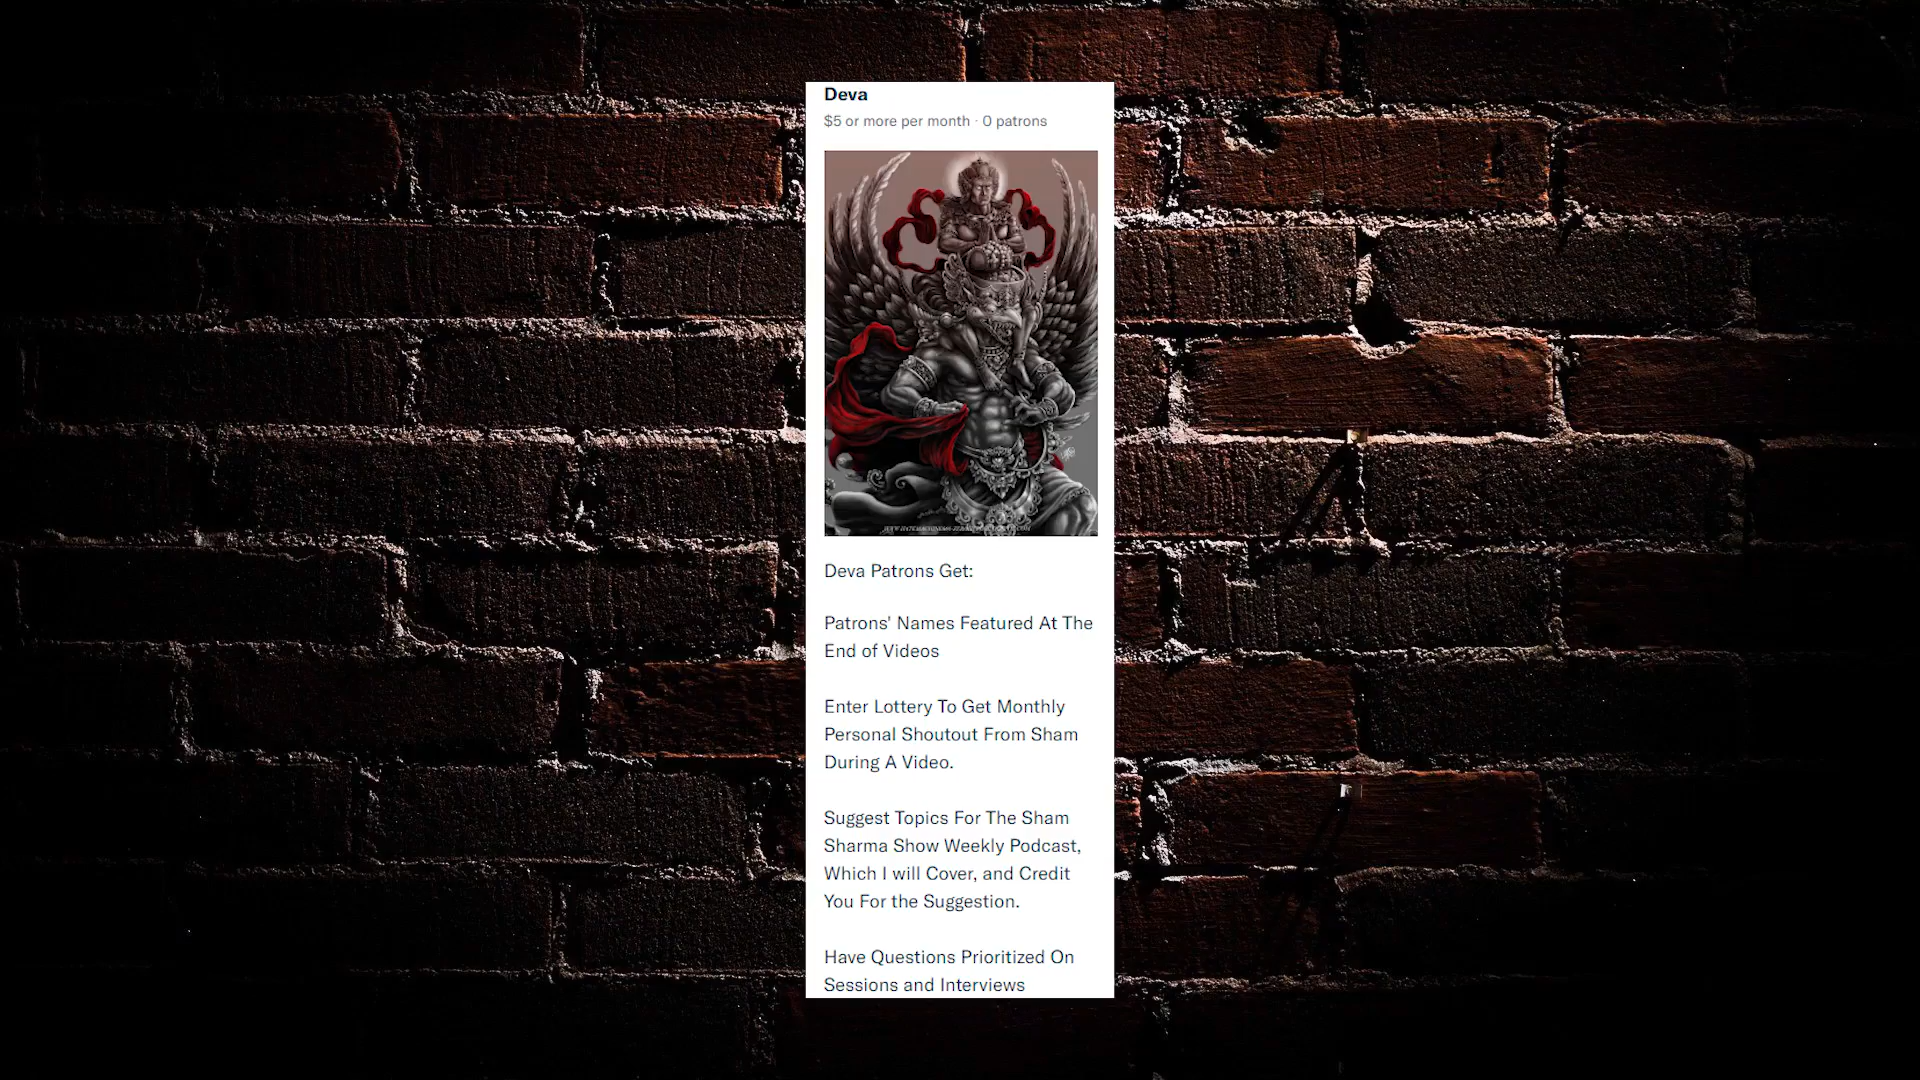 Deva
$5 or more per month · 0 patrons
Deva Patrons Get:
Patrons' Names Featured At The
End of Videos
Enter Lottery To Get Monthly
Personal Shoutout From Sham
During A Video.
Suggest Topics For The Sham
Sharma Show Weekly Podcast,
Which I will Cover, and Credit
You For the Suggestion.
Have Questions Prioritized On
Sessions and Interviews